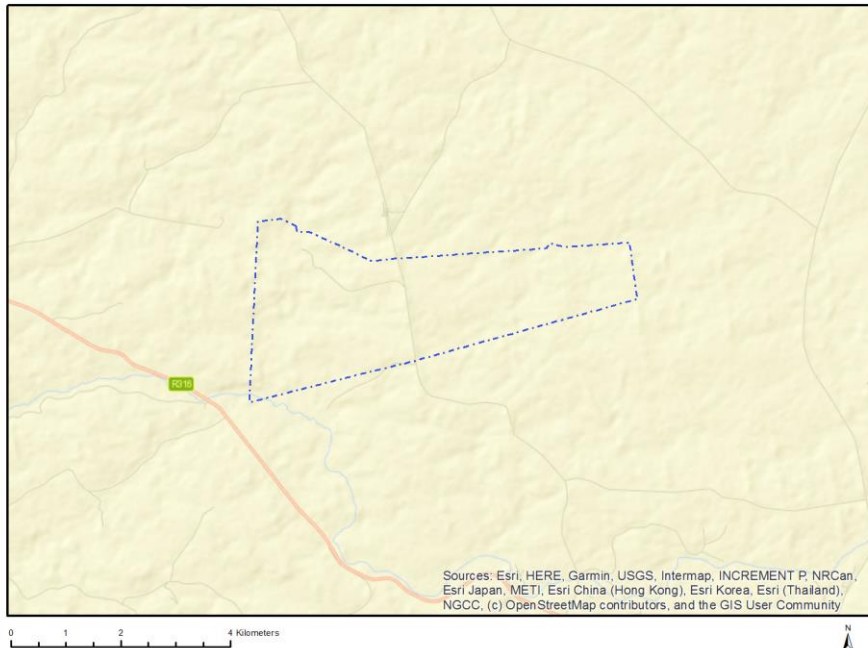 R316
Sources: Esri, HERE, Garmin, USGS, Intermap, INCREMENT P, NRCan,
Esri Japan, METI, Esri China (Hong Kong), Esri Korea, Esri (Thailand),
NGCC, (c) OpenStreetMap contributors, and the GIS User Community
0 1 2 4 Kilometers
N